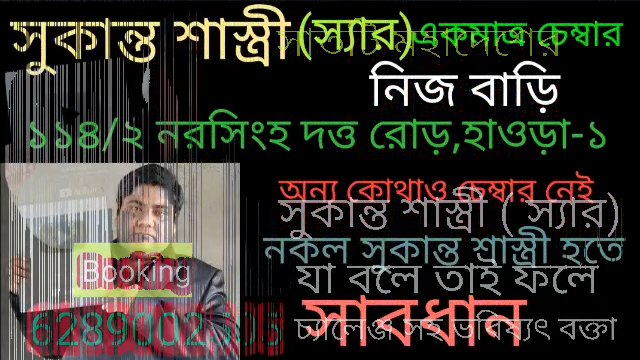 সুকান্ত শাস্ত্রী (স্যার) একমাত্র চেম্বার
নিজ বাড়ি
১১৪/২ নরসিংহ দত্ত রোড়,হাওড়া-১
অন্য কোথাও চেম্বার নেই
সুকান্ত শাস্ত্রী ( স্যার)
নকল সুকান্ত শাস্ত্রী হতে
যা বলে তাই ফলে
Booking
সাবধান
চ্যালেঞ্জ সহ ভবিষ্যৎ বক্তা